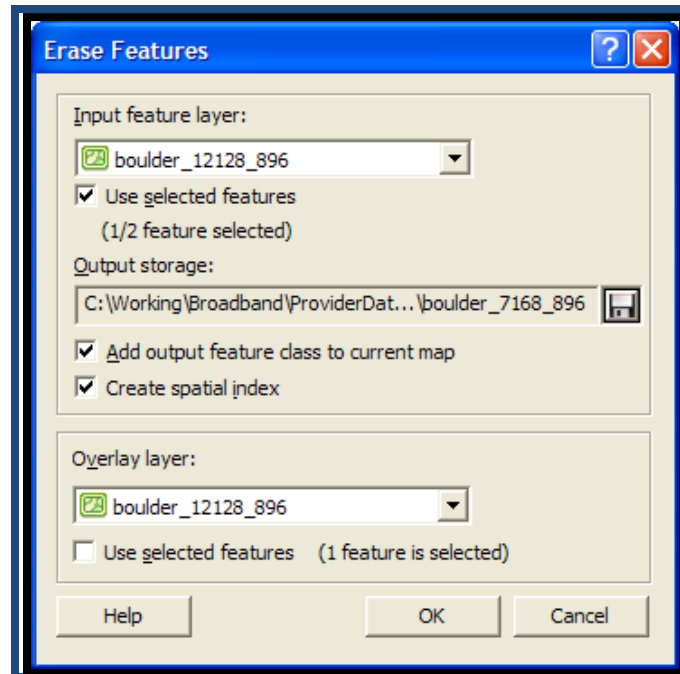 Erase Features
Input feature layer:
boulder_12128_896
Use selected features
(1/2 feature selected)
Output storage:
C:\Working\Broadband\ProviderDat...\boulder_7168_896
Add output feature class to current map
Create spatial index
Overlay layer:
boulder_12128_896
Use selected features (1 feature is selected)
Help OK Cancel